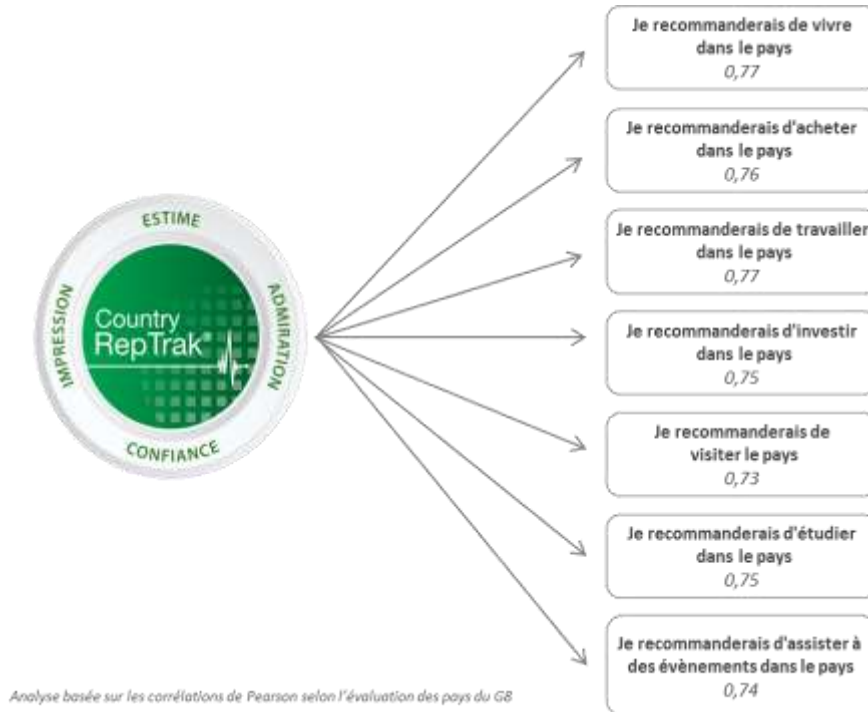 Je recommanderais de vivre
dans le pays
0,77
Je recommanderais d'acheter
dans le pays
0,76
Je recommanderais de travailler
dans le pays
0,77
Je recommanderais d'investir
dans le pays
0,75
Je recommanderais de
visiter le pays
0,73
Je recommanderais d'étudier
dans le pays
0,75
Je recommanderais d'assister à
des évènements dans le pays
0,74
ESTIME
IMPRESSION
ADMIRATION
CONFIANCE
Country
RepTrak®
Analyse basée sur les corrélations de Pearson selon l'évaluation des pays du G8